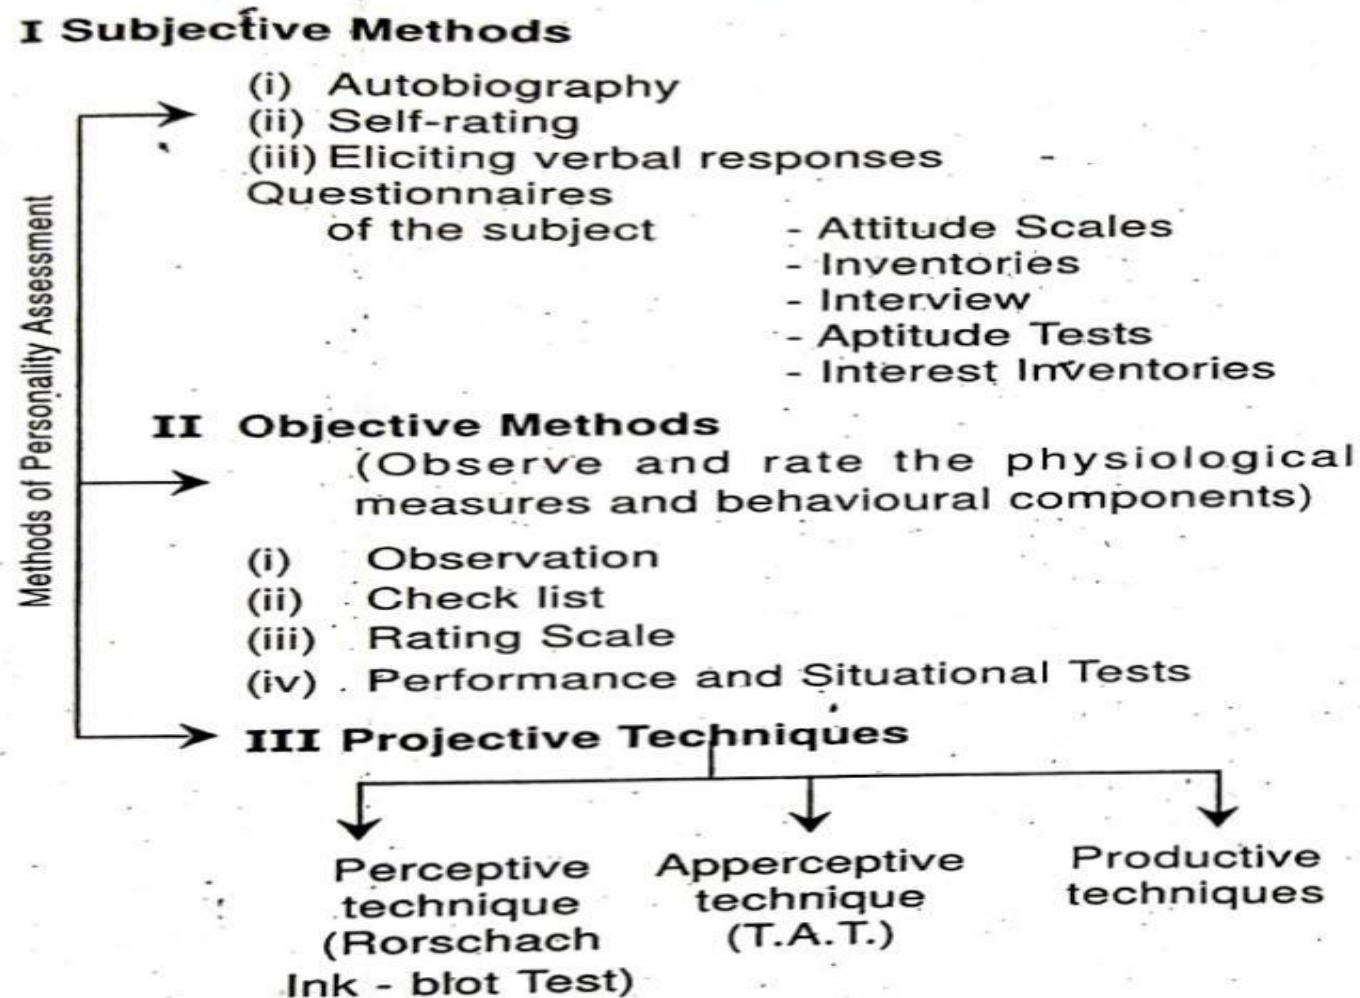 I Subjective Methods
(i) Autobiography
(ii) Self-rating
(iii) Eliciting verbal responses -
Questionnaires
of the subject
- Attitude Scales
- Inventories
- Interview
- Aptitude Tests
- Interest Inventories
Methods of Personality Assessment
II Objective Methods
(Observe and rate the physiological
measures and behavioural components)
(i) Observation
(ii) Check list
(iii) Rating Scale
(iv) Performance and Situational Tests
III Projective Techniques
Perceptive
technique
(Rorschach
Ink - blot Test)
Apperceptive
technique
(T.A.T.)
Productive
techniques